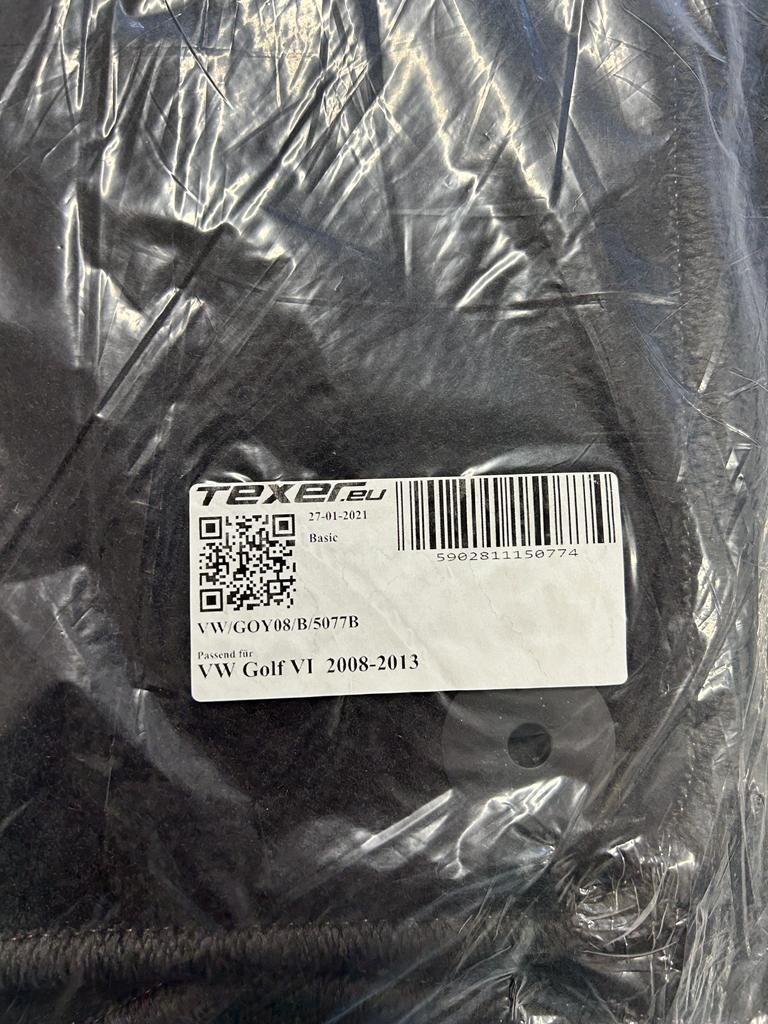 Texer.eu
27-01-2021
Basic
5902811150774
VW/GOY08/B/5077B
Passend für
VW Golf VI 2008-2013